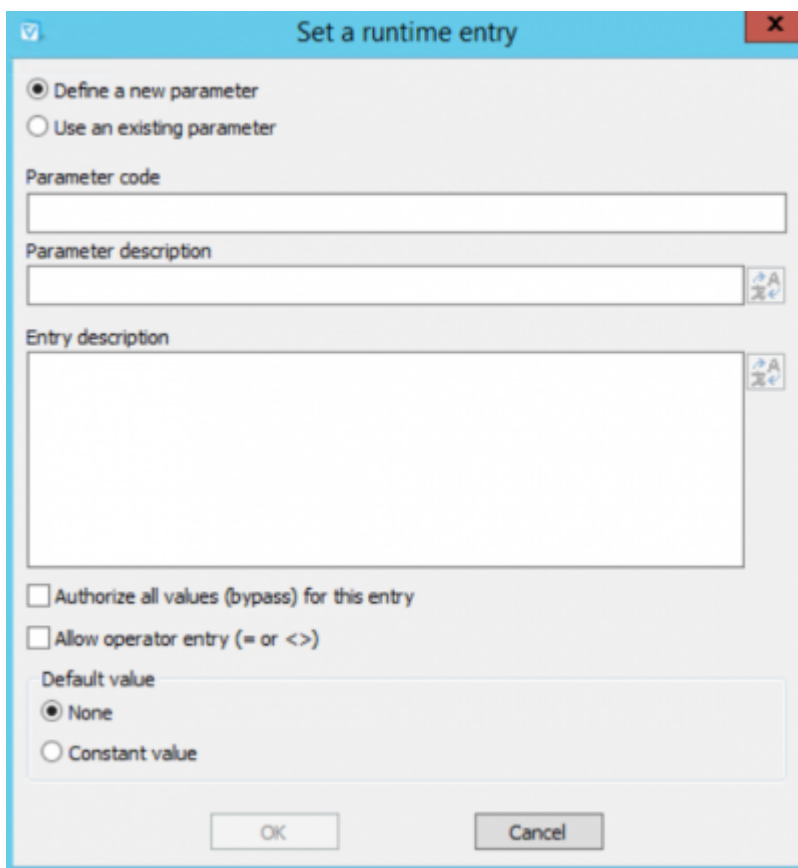 Set a runtime entry
x
Define a new parameter
Use an existing parameter
Parameter code
Parameter description
Entry description
Authorize all values (bypass) for this entry
Allow operator entry (= or <>)
Default value
None
Constant value
OK Cancel